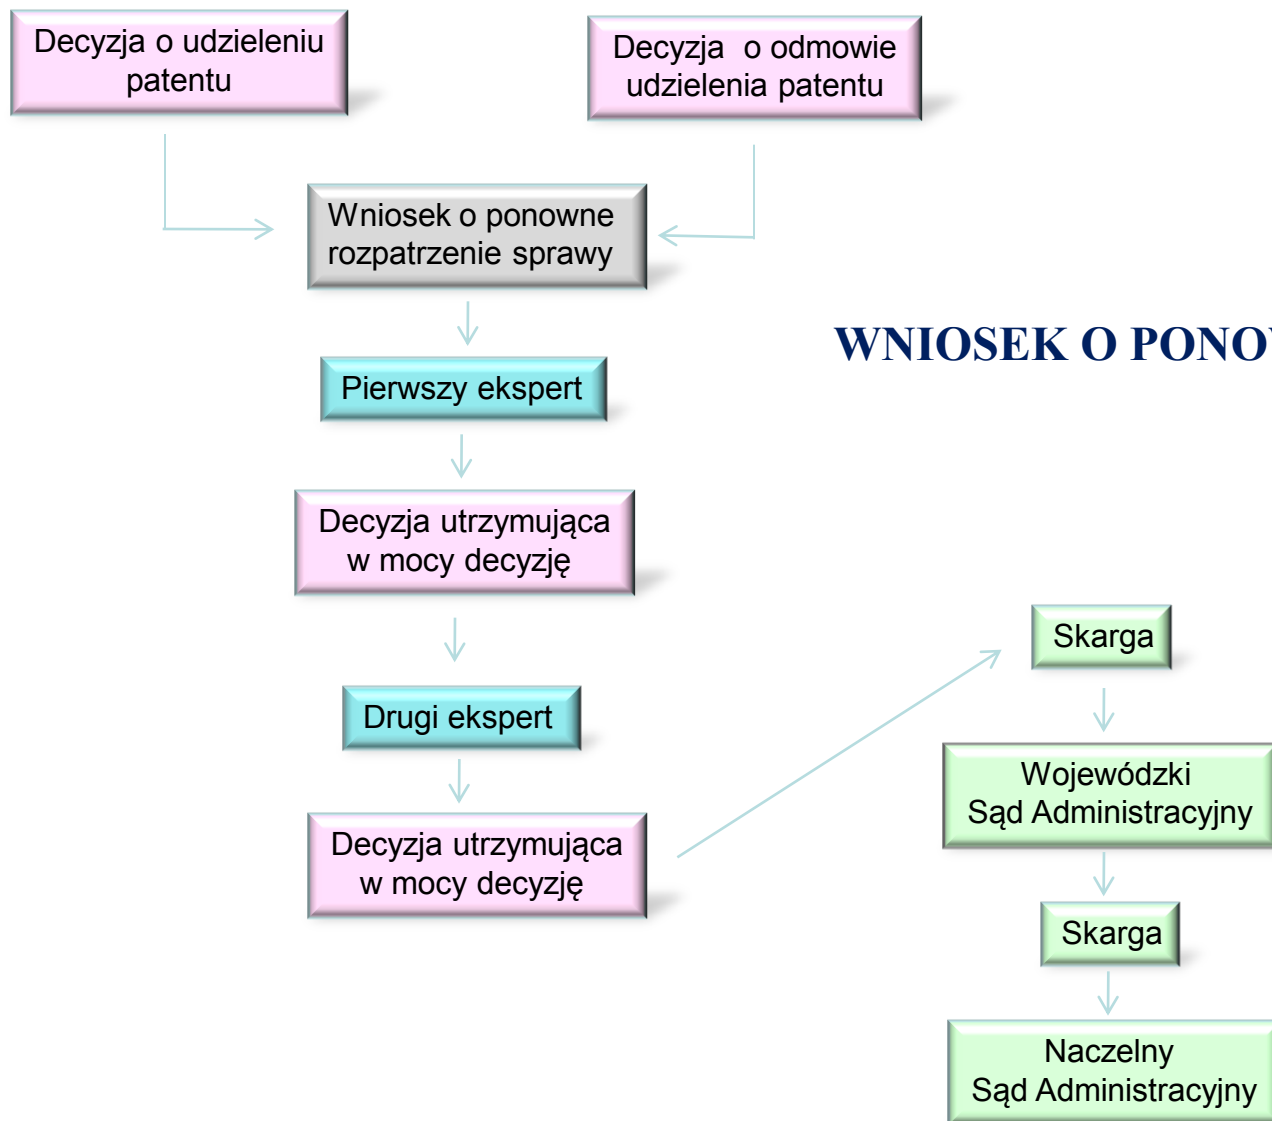 Decyzja o udzieleniu
patentu
Decyzja o odmowie
udzielenia patentu
Wniosek o ponowne
rozpatrzenie sprawy
WNIOSEK O PONO
Pierwszy ekspert
Decyzja utrzymująca
w mocy decyzję
Drugi ekspert
Decyzja utrzymująca
w mocy decyzję
Skarga
Wojewódzki
Sąd Administracyjny
Skarga
Naczelny
Sąd Administracyjny